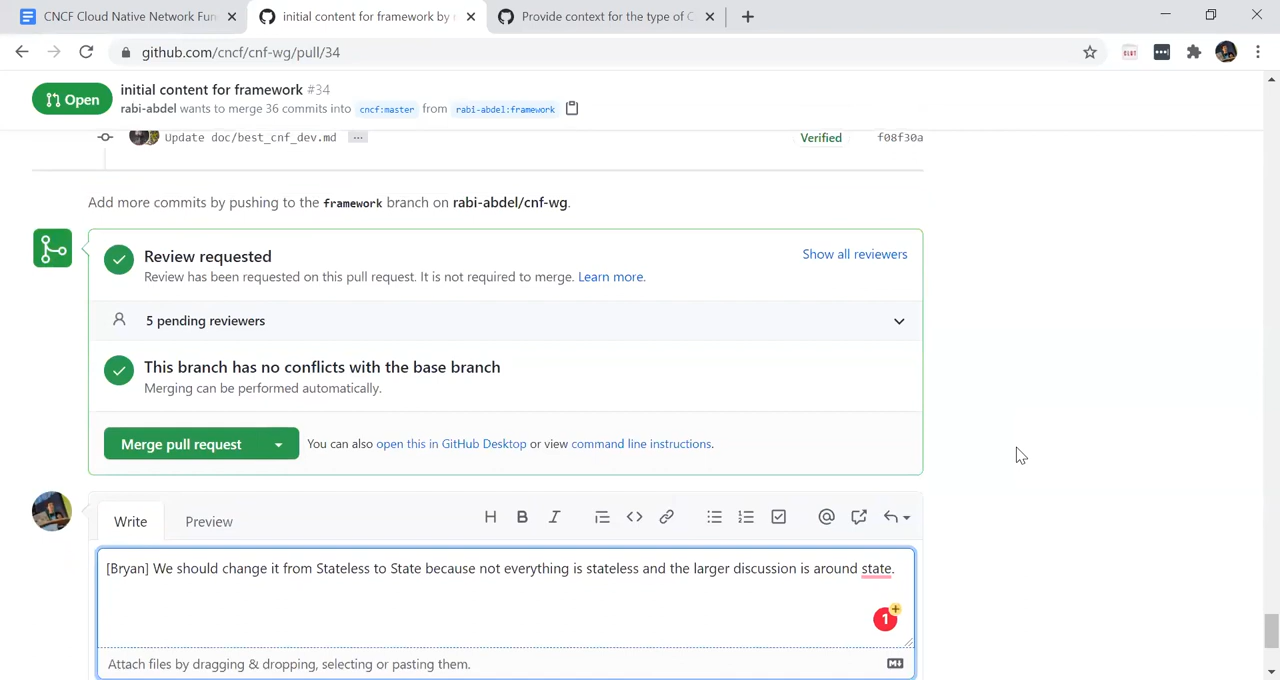 CNCF Cloud Native Network Fun
initial content for framework by
Provide context for the type of C
github.com/cncf/cnf-wg/pull/34
Open
initial content for framework #34
rabi-abdel wants to merge 36 commits into cncf:master from rabi-abdel:framework
Update doc/best_cnf_dev.md ...
Verified
f08f30a
Add more commits by pushing to the framework branch on rabi-abdel/cnf-wg.
Review requested
Show all reviewers
Review has been requested on this pull request. It is not required to merge. Learn more.
5 pending reviewers
This branch has no conflicts with the base branch
Merging can be performed automatically.
Merge pull request
You can also open this in GitHub Desktop or view command line instructions.
Write
Preview
H B I
@
[Bryan] We should change it from Stateless to State because not everything is stateless and the larger discussion is around state.
1
Attach files by dragging & dropping, selecting or pasting them.